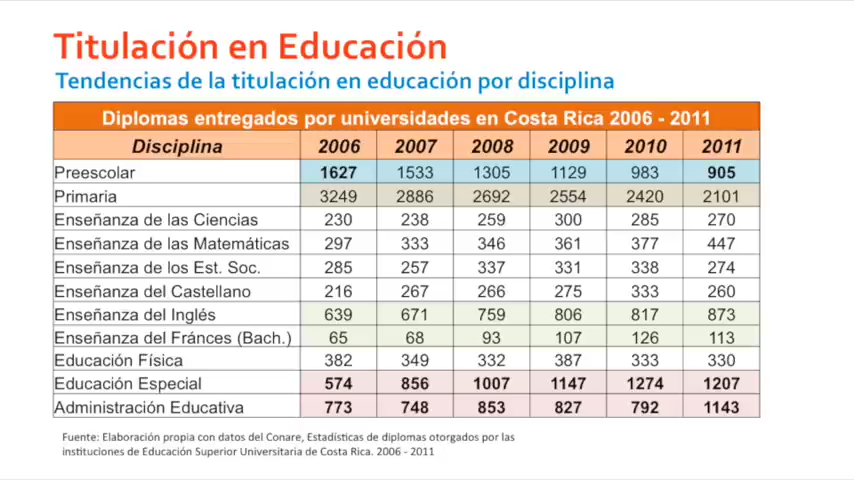 Titulación en Educación
Tendencias de la titulación en educación por disciplina
Diplomas entregados por universidades en Costa Rica 2006 - 2011
Disciplina 2006 2007 2008 2009 2010 2011
Preescolar 1627 1533 1305 1129 983 905
Primaria 3249 2886 2692 2554 2420 2101
Enseñanza de las Ciencias 230 238 259 300 285 270
Enseñanza de las Matemáticas 297 333 346 361 377 447
Enseñanza de los Est. Soc. 285 257 337 331 338 274
Enseñanza del Castellano 216 267 266 275 333 260
Enseñanza del Inglés 639 671 759 806 817 873
Enseñanza del Fránces (Bach.) 65 68 93 107 126 113
Educación Física 382 349 332 387 333 330
Educación Especial 574 856 1007 1147 1274 1207
Administración Educativa 773 748 853 827 792 1143
Fuente: Elaboración propia con datos del Conare, Estadísticas de diplomas otorgados por las
instituciones de Educación Superior Universitaria de Costa Rica. 2006 - 2011